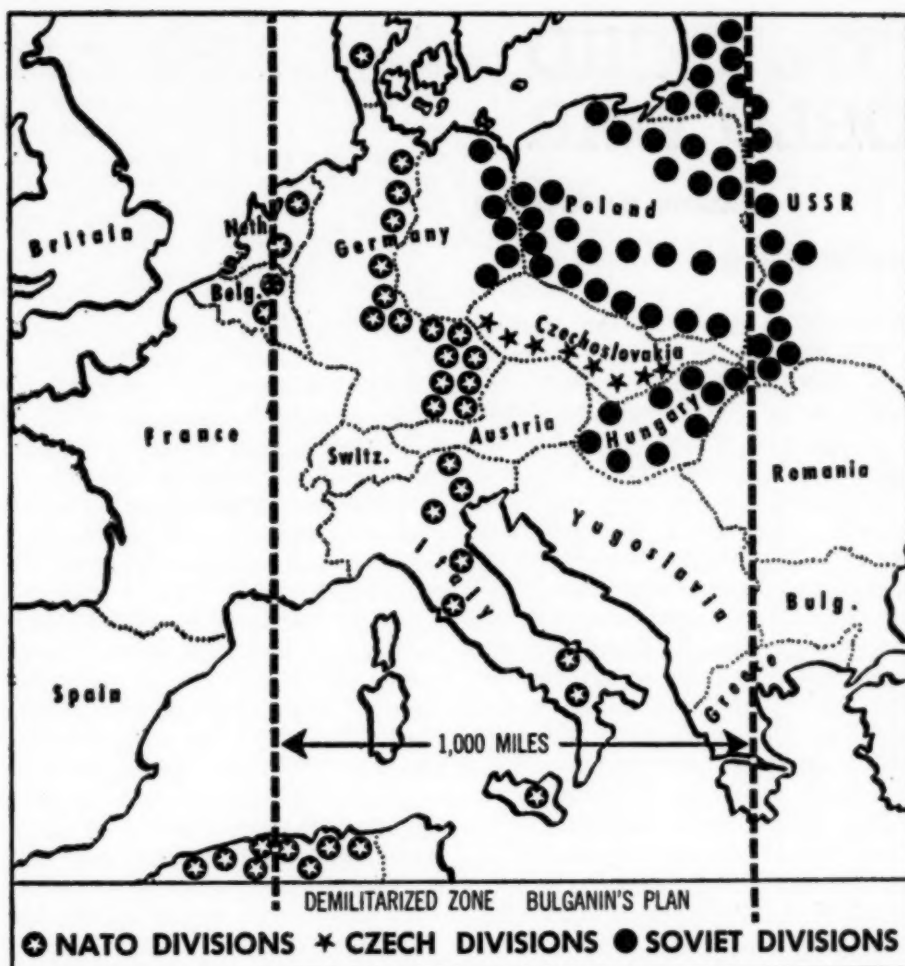 Britain
Neth.
Germany
Poland
USSR
Belg.
Czechoslovakia
France
Switz.
Austria
Hungary
Romania
Italy
Yugoslavia
Bulg.
Spain
Greece
1,000 MILES
DEMILITARIZED ZONE BULGANIN'S PLAN
NATO DIVISIONS CZECH DIVISIONS SOVIET DIVISIONS